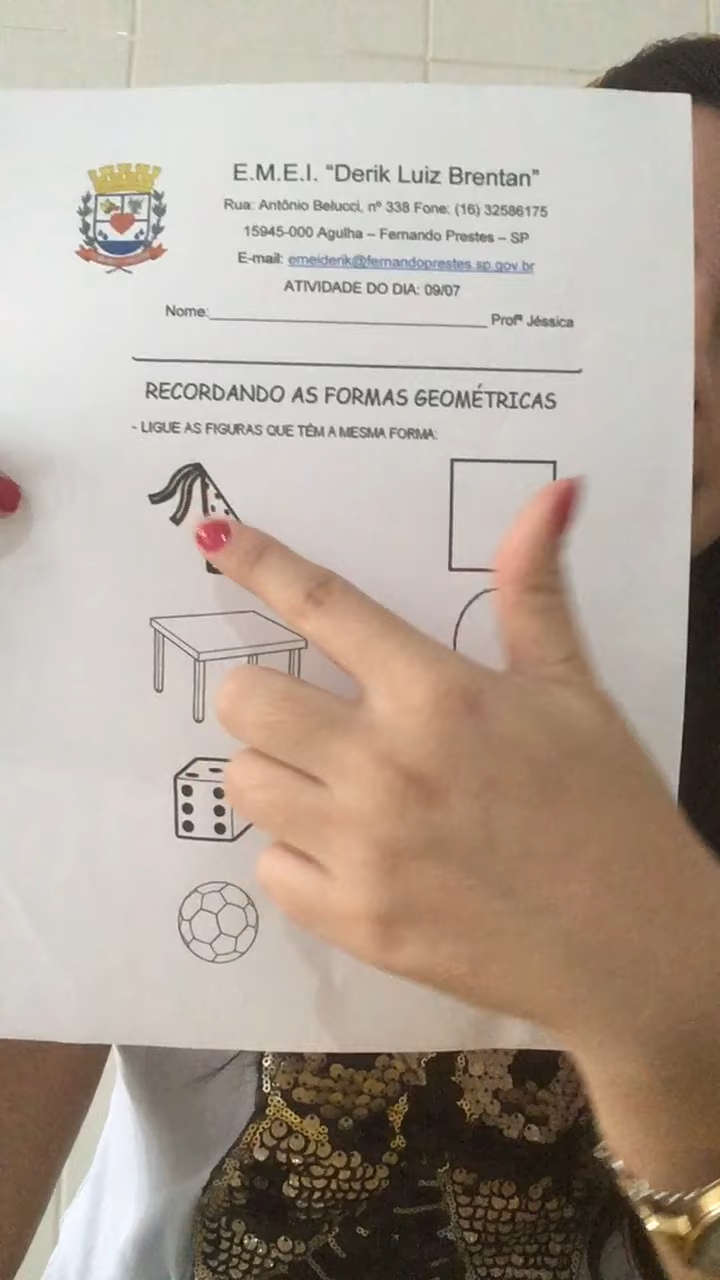 E.M.E.I. “Derik Luiz Brentan”
Rua: Antônio Belucci, nº 338 Fone: (16) 32586175
15945-000 Agulha – Fernando Prestes – SP
E-mail: emeiderik@fernandoprestes.sp.gov.br
ATIVIDADE DO DIA: 09/07
Nome: Profª Jéssica
RECORDANDO AS FORMAS GEOMÉTRICAS
- LIGUE AS FIGURAS QUE TÊM A MESMA FORMA: